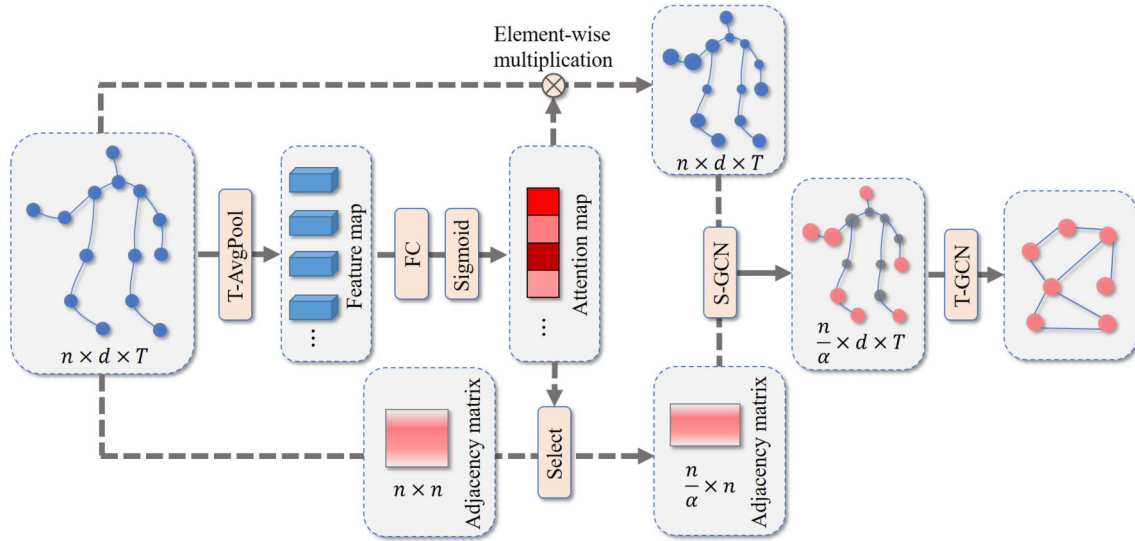 Element-wise
multiplication
n × d × T
T-AvgPool
Feature map
...
FC
Sigmoid
Attention map
...
n × d × T
S-GCN
n/α × d × T
T-GCN
n × n
Adjacency matrix
Select
n/α × n
Adjacency matrix